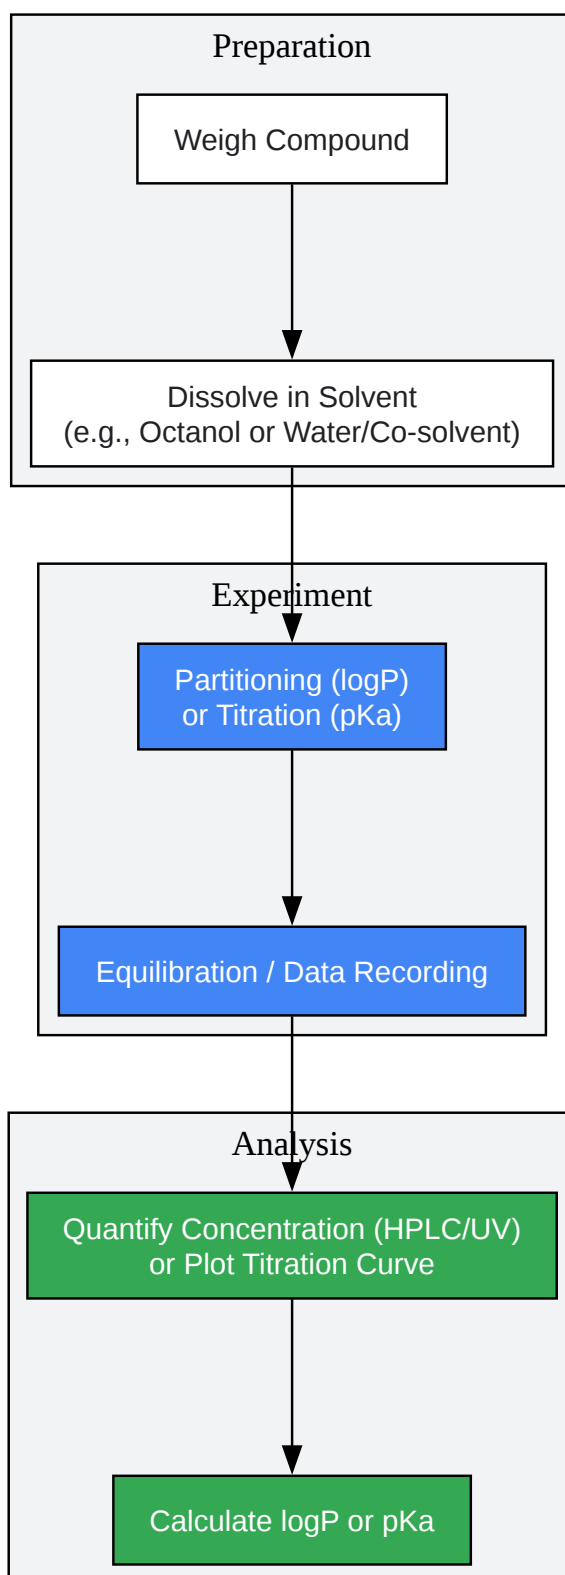 Preparation
Weigh Compound
Dissolve in Solvent
(e.g., Octanol or Water/Co-solvent)
Experiment
Partitioning (logP)
or Titration (pKa)
Equilibration / Data Recording
Analysis
Quantify Concentration (HPLC/UV)
or Plot Titration Curve
Calculate logP or pKa